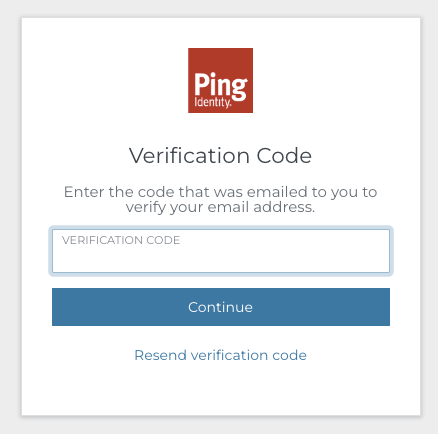 Ping
Identity.
Verification Code
Enter the code that was emailed to you to
verify your email address.
VERIFICATION CODE
Continue
Resend verification code